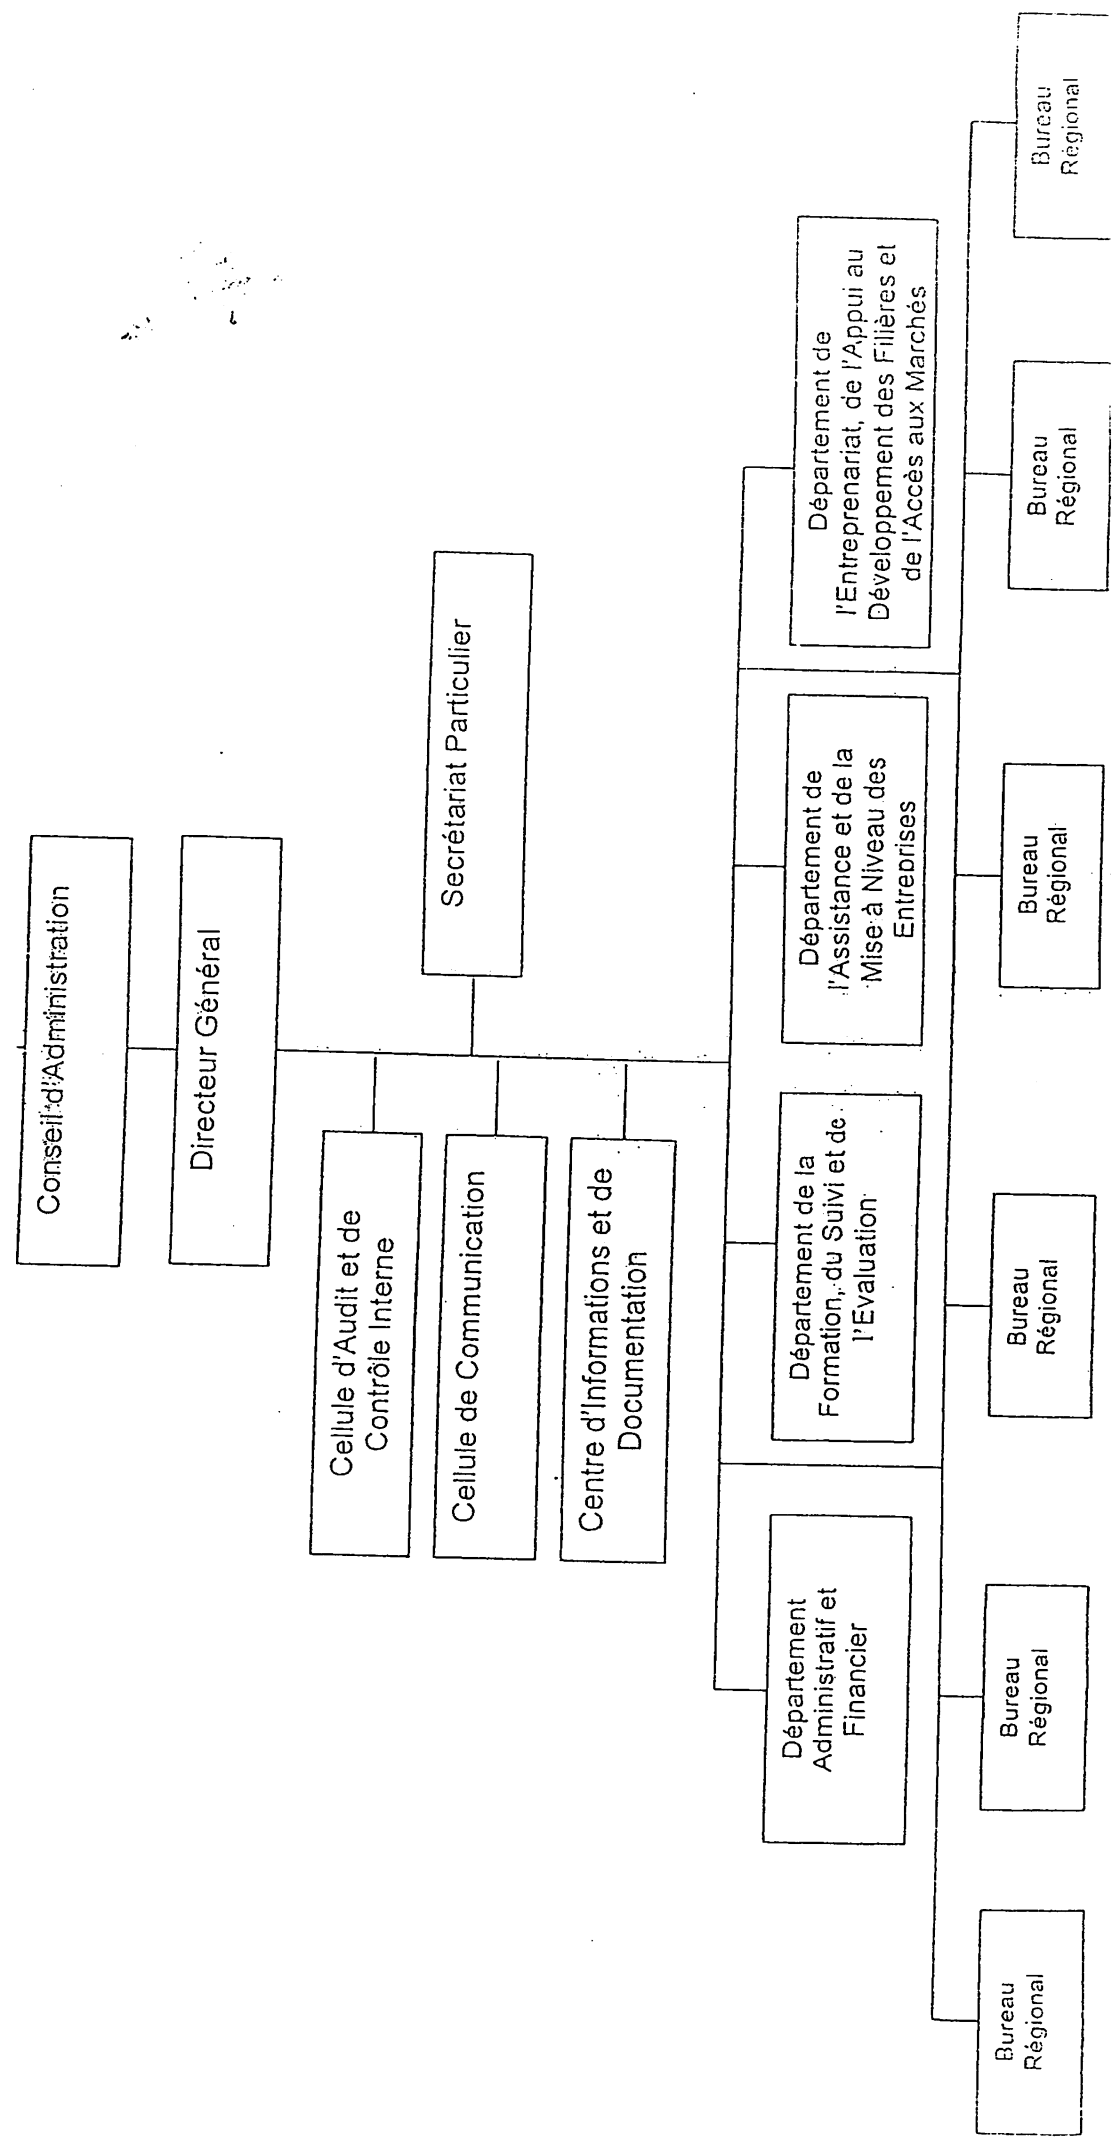 Conseil d'Administration
Directeur Général
Secrétariat Particulier
Cellule d'Audit et de
Contrôle Interne
Cellule de Communication
Centre d'Informations et de
Documentation
Département
Administratif et
Financier
Département de la
Formation, du Suivi et de
l'Evaluation
Département de
l'Assistance et de la
Mise à Niveau des
Entreprises
Département de
l'Entreprenariat, de l'Appui au
Développement des Filières et
de l'Accès aux Marchés
Bureau
Régional
Bureau
Régional
Bureau
Régional
Bureau
Régional
Bureau
Régional
Bureau
Régional